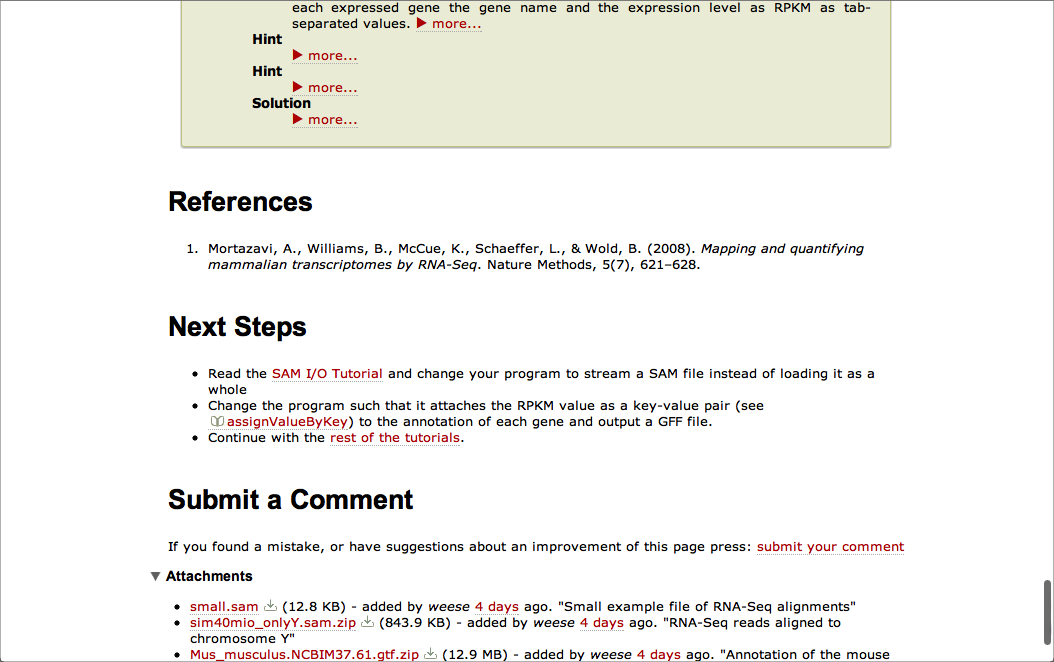 each expressed gene the gene name and the expression level as RPKM as tab-
separated values. ▶ more...
Hint
▶ more...
Hint
▶ more...
Solution
▶ more...
References
1. Mortazavi, A., Williams, B., McCue, K., Schaeffer, L., & Wold, B. (2008). Mapping and quantifying
mammalian transcriptomes by RNA-Seq. Nature Methods, 5(7), 621–628.
Next Steps
• Read the SAM I/O Tutorial and change your program to stream a SAM file instead of loading it as a
whole
• Change the program such that it attaches the RPKM value as a key-value pair (see
assignValueByKey) to the annotation of each gene and output a GFF file.
• Continue with the rest of the tutorials.
Submit a Comment
If you found a mistake, or have suggestions about an improvement of this page press: submit your comment
▼ Attachments
• small.sam (12.8 KB) - added by weese 4 days ago. "Small example file of RNA-Seq alignments"
• sim40mio_onlyY.sam.zip (843.9 KB) - added by weese 4 days ago. "RNA-Seq reads aligned to
chromosome Y"
• Mus_musculus.NCBIM37.61.gtf.zip (12.9 MB) - added by weese 4 days ago. "Annotation of the mouse